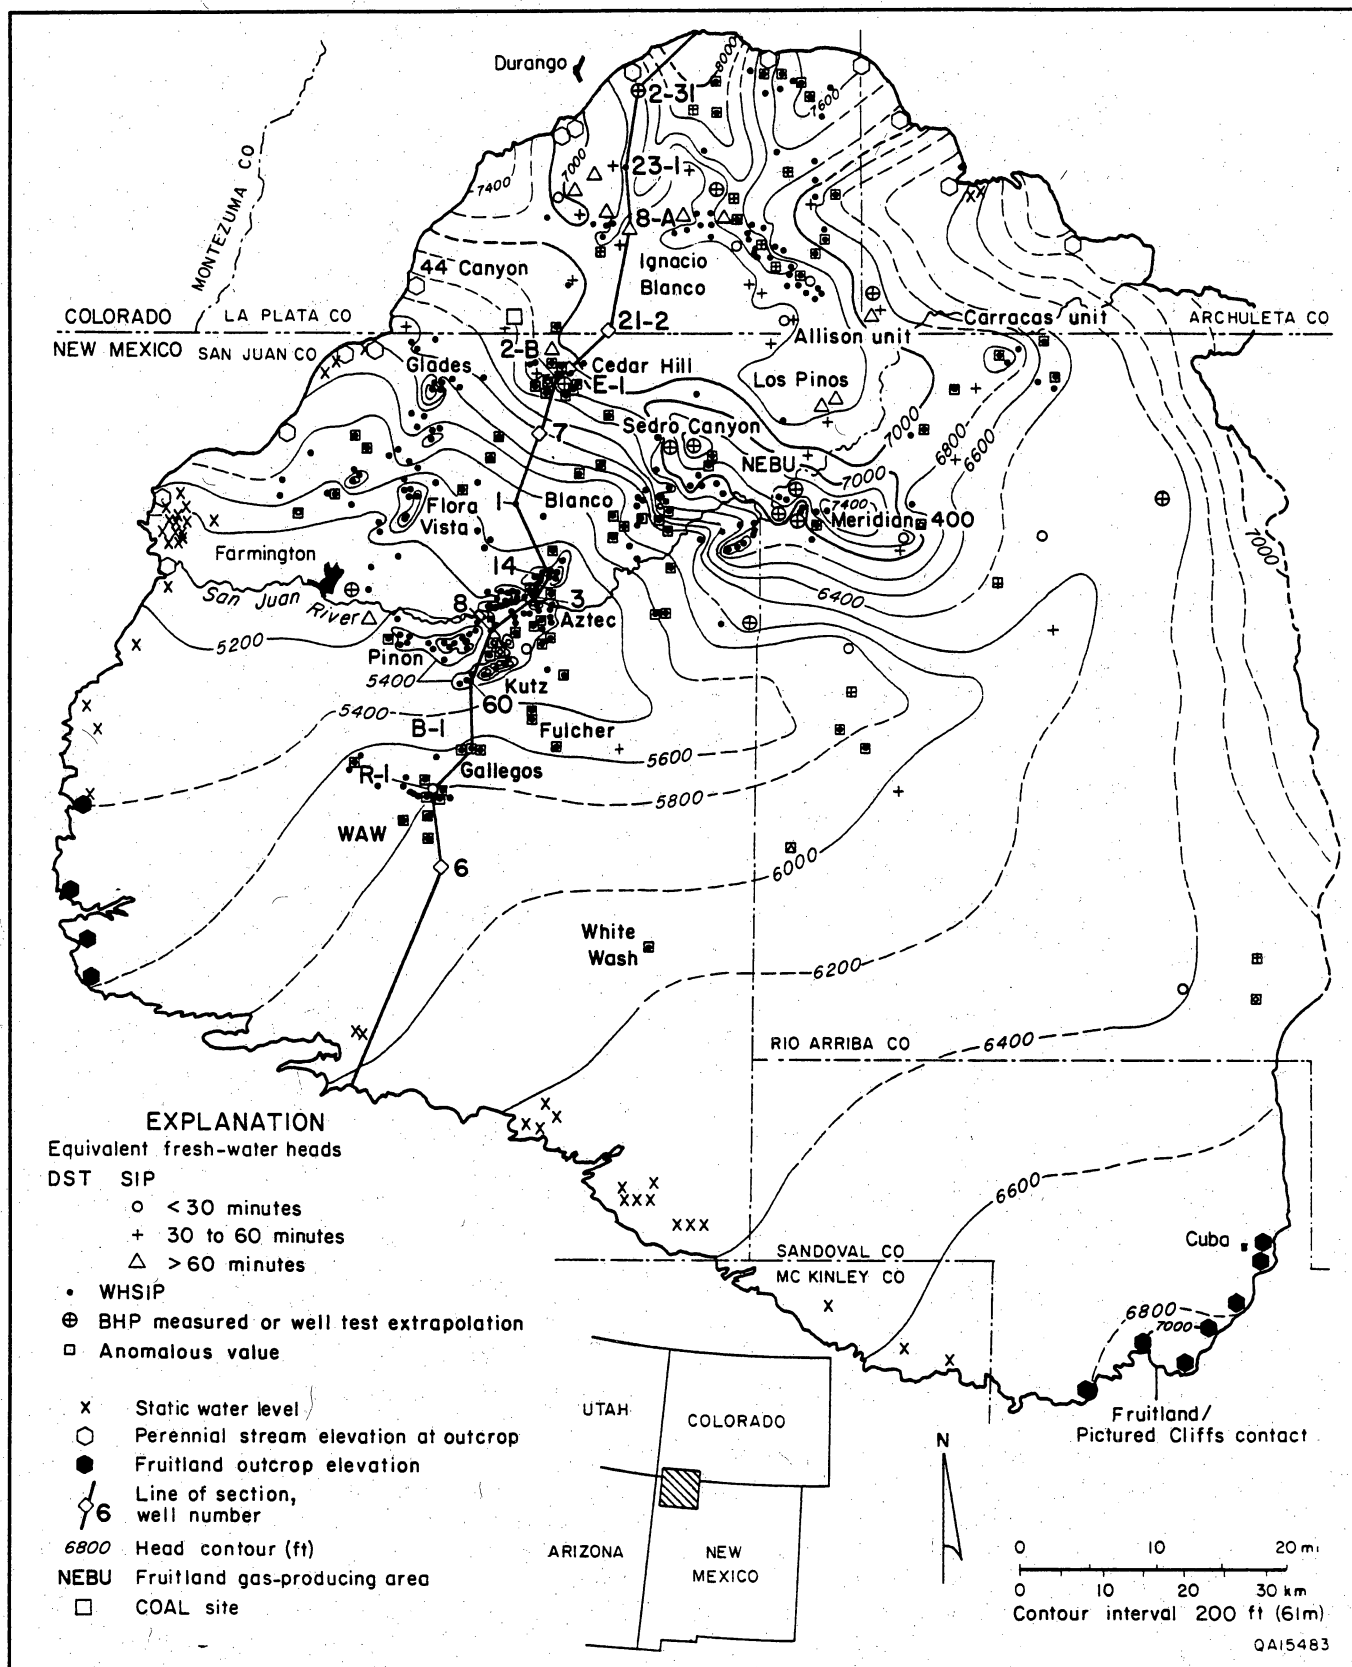 Durango
8000
2-31
7600
MONTEZUMA CO
7000
23-1
7400
8-A
44 Canyon
Ignacio
Blanco
COLORADO
LA PLATA CO
21-2
Carracas unit
ARCHULETA CO
NEW MEXICO
SAN JUAN CO
2-B
Allison unit
Glades
Cedar Hill
E-1
Los Pinos
7
Sedro Canyon
7000
6800
6600
NEBU
7000
1
Blanco
7400
Flora
Vista
Meridian 400
7000
Farmington
14
San Juan
River
8
3
6400
Aztec
5200
Pinon
5400
Kutz
60
5400
B-1
Fulcher
5600
R-1
Gallegos
5800
WAW
6
6000
White
Wash
6200
RIO ARRIBA CO
6400
6600
Cuba
SANDOVAL CO
MC KINLEY CO
6800
7000
Fruitland/
Pictured Cliffs contact
EXPLANATION
Equivalent fresh-water heads
DST SIP
< 30 minutes
30 to 60 minutes
> 60 minutes
WHSIP
BHP measured or well test extrapolation
Anomalous value
Static water level
Perennial stream elevation at outcrop
Fruitland outcrop elevation
6 Line of section,
well number
6800 Head contour (ft)
NEBU Fruitland gas-producing area
COAL site
UTAH
COLORADO
ARIZONA
NEW
MEXICO
N
0 10 20 mi
0 10 20 30 km
Contour interval 200 ft (61m)
QA15483